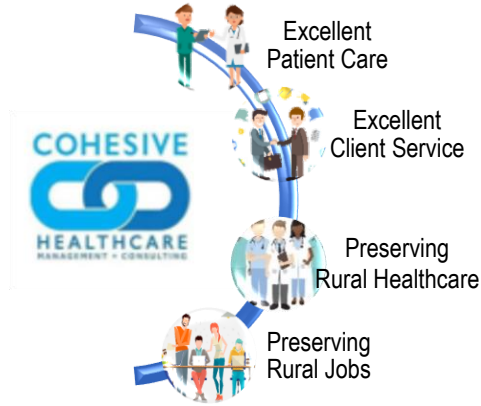 Excellent
Patient Care
Excellent
Client Service
COHESIVE
HEALTHCARE
MANAGEMENT + CONSULTING
Preserving
Rural Healthcare
Preserving
Rural Jobs